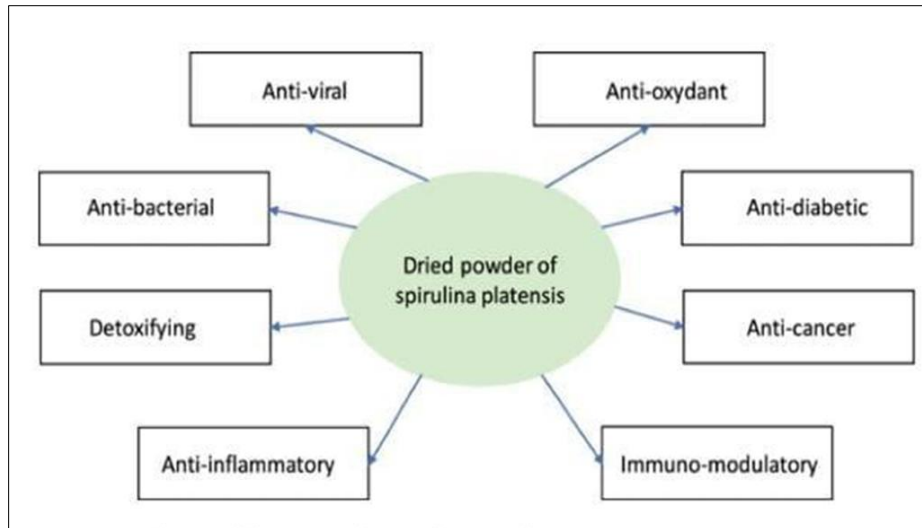 Anti-viral
Anti-oxydant
Anti-bacterial
Anti-diabetic
Dried powder of
spirulina platensis
Detoxifying
Anti-cancer
Anti-inflammatory
Immuno-modulatory